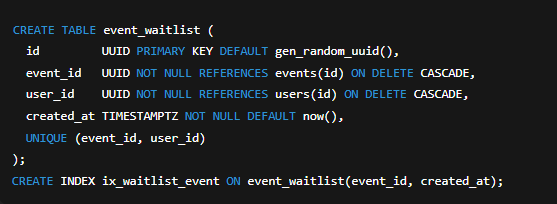 CREATE TABLE event_waitlist (
  id         UUID PRIMARY KEY DEFAULT gen_random_uuid(),
  event_id   UUID NOT NULL REFERENCES events(id) ON DELETE CASCADE,
  user_id    UUID NOT NULL REFERENCES users(id) ON DELETE CASCADE,
  created_at TIMESTAMPTZ NOT NULL DEFAULT now(),
  UNIQUE (event_id, user_id)
);
CREATE INDEX ix_waitlist_event ON event_waitlist(event_id, created_at);